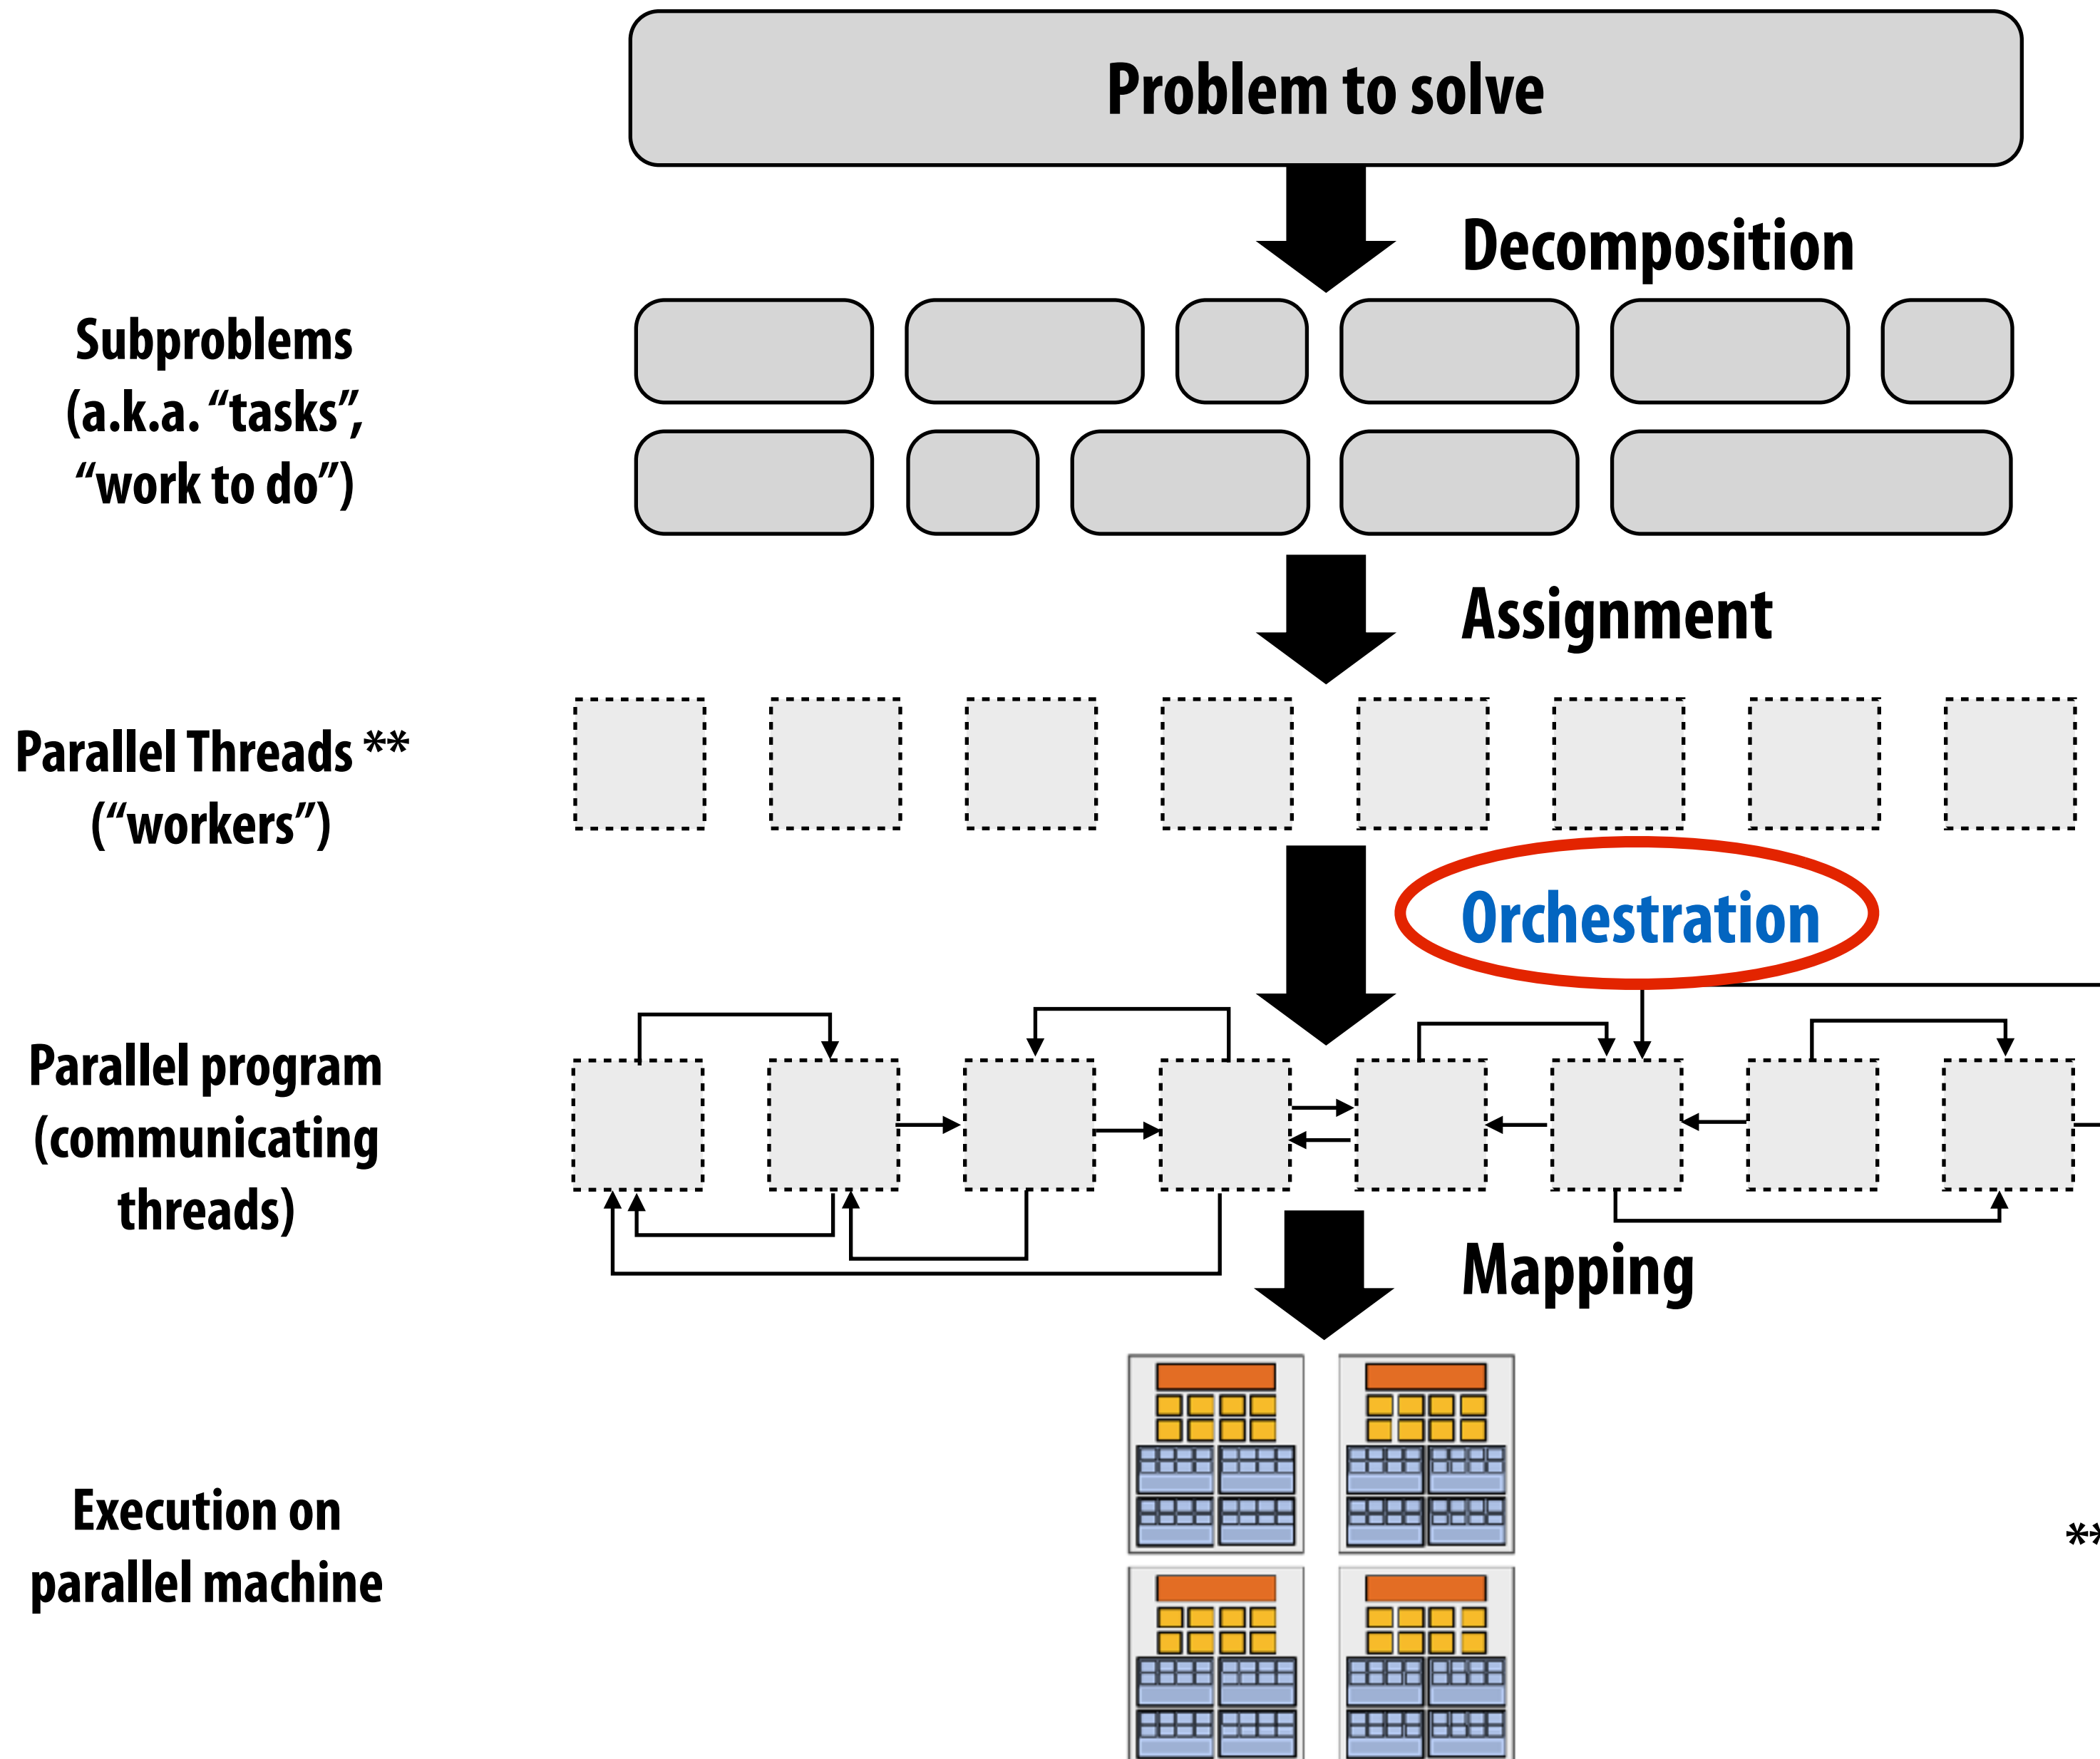 Problem to solve
Decomposition
Subproblems
(a.k.a. “tasks”,
“work to do”)
Assignment
Parallel Threads **
(“workers”)
Orchestration
Parallel program
(communicating
threads)
Mapping
Execution on
parallel machine
**